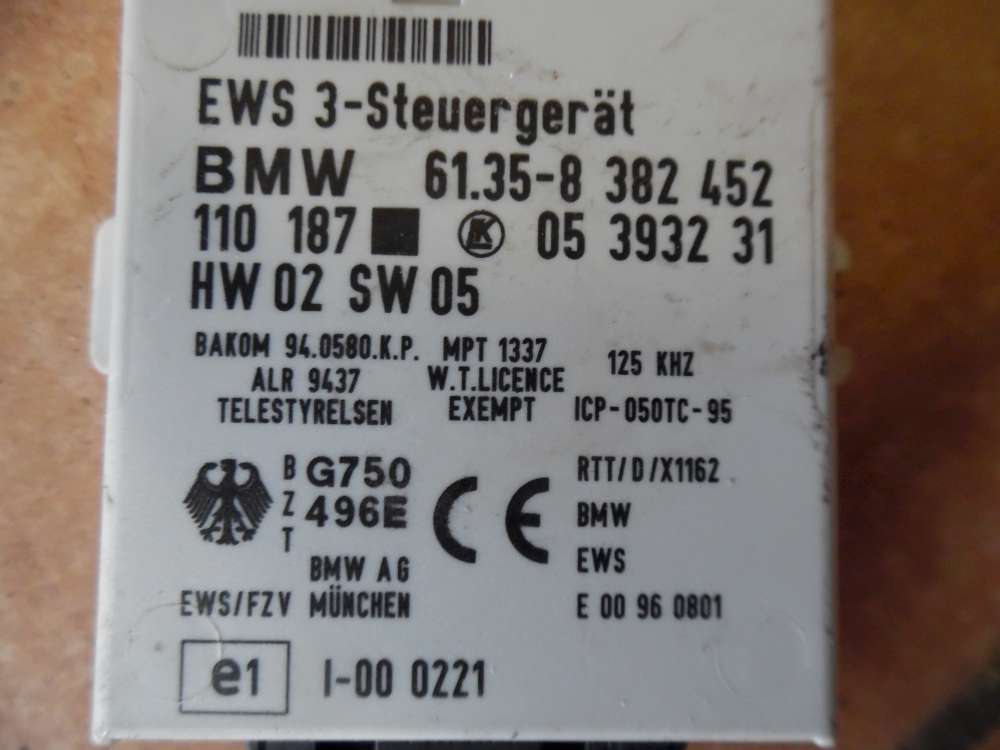 EWS 3-Steuergerät
BMW 61.35-8 382 452
110 187 K 05 3932 31
HW 02 SW 05
BAKOM 94.0580.K.P. MPT 1337 125 KHZ
ALR 9437 W.T.LICENCE
TELESTYRELSEN EXEMPT ICP-050TC-95
BZT G750 496E CE RTT/D/X1162
BMW
EWS
BMW AG
EWS/FZV MÜNCHEN E 00 96 0801
e1 I-00 0221